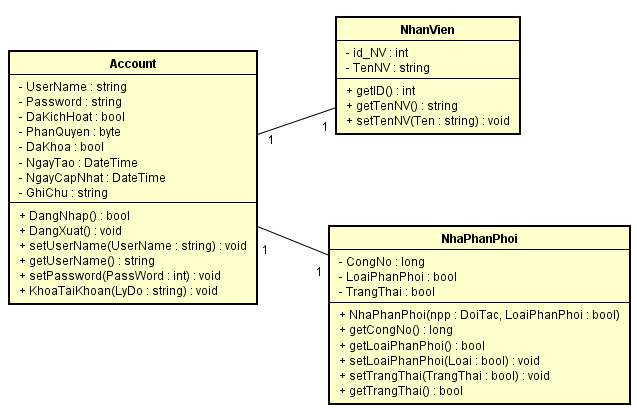 Account
- UserName : string
- Password : string
- DaKichHoat : bool
- PhanQuyen : byte
- DaKhoa : bool
- NgayTao : DateTime
- NgayCapNhat : DateTime
- GhiChu : string
+ DangNhap() : bool
+ DangXuat() : void
+ setUserName(UserName : string) : void
+ getUserName() : string
+ setPassword(PassWord : int) : void
+ KhoaTaiKhoan(LyDo : string) : void
1
1
1
1
NhanVien
- id_NV : int
- TenNV : string
+ getID() : int
+ getTenNV() : string
+ setTenNV(Ten : string) : void
NhaPhanPhoi
- CongNo : long
- LoaiPhanPhoi : bool
- TrangThai : bool
+ NhaPhanPhoi(npp : DoiTac, LoaiPhanPhoi : bool)
+ getCongNo() : long
+ getLoaiPhanPhoi() : bool
+ setLoaiPhanPhoi(Loai : bool) : void
+ setTrangThai(TrangThai : bool) : void
+ getTrangThai() : bool